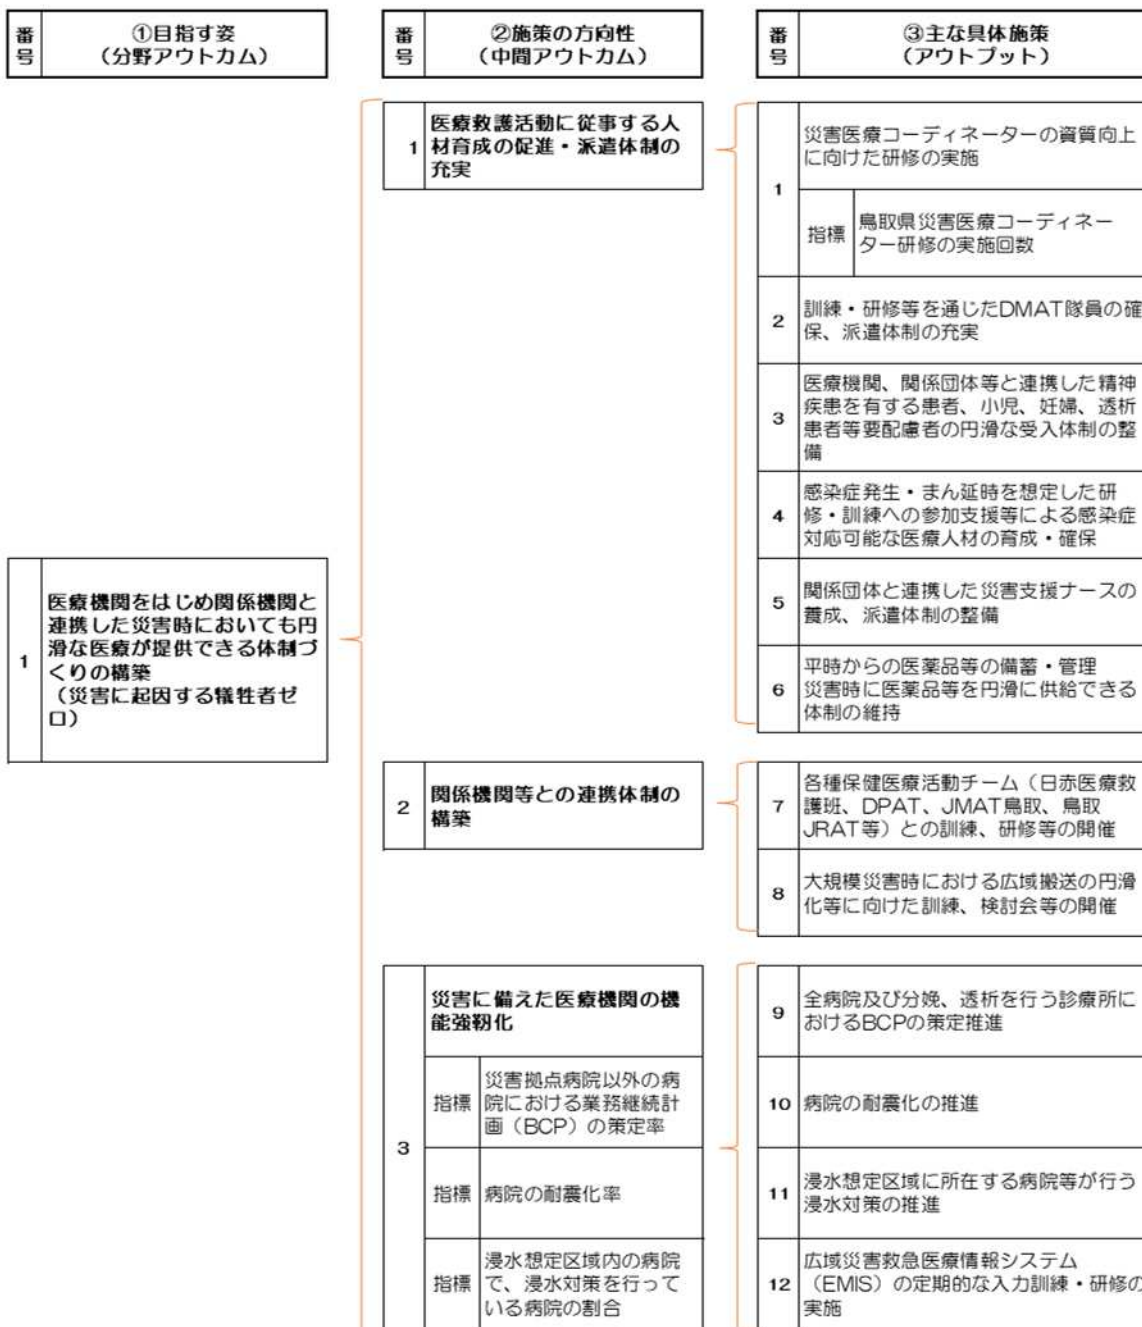 番
号
①目指す姿
（分野アウトカム）
番
号
②施策の方向性
（中間アウトカム）
番
号
③主な具体施策
（アウトプット）
1
医療機関をはじめ関係機関と
連携した災害時においても円
滑な医療が提供できる体制づ
くりの構築
（災害に起因する犠牲者ゼ
ロ）
1
医療救護活動に従事する人
材育成の促進・派遣体制の
充実
1
災害医療コーディネーターの資質向上
に向けた研修の実施
指標
鳥取県災害医療コーディネー
ター研修の実施回数
2
訓練・研修等を通じたDMAT隊員の確
保、派遣体制の充実
3
医療機関、関係団体等と連携した精神
疾患を有する患者、小児、妊婦、透析
患者等要配慮者の円滑な受入体制の整
備
4
感染症発生・まん延時を想定した研
修・訓練への参加支援等による感染症
対応可能な医療人材の育成・確保
5
関係団体と連携した災害支援ナースの
養成、派遣体制の整備
6
平時からの医薬品等の備蓄・管理
災害時に医薬品等を円滑に供給できる
体制の維持
2
関係機関等との連携体制の
構築
7
各種保健医療活動チーム（日赤医療救
護班、DPAT、JMAT鳥取、鳥取
JRAT等）との訓練、研修等の開催
8
大規模災害時における広域搬送の円滑
化等に向けた訓練、検討会等の開催
3
災害に備えた医療機関の機
能強靭化
指標
災害拠点病院以外の病
院における業務継続計
画（BCP）の策定率
指標
病院の耐震化率
指標
浸水想定区域内の病院
で、浸水対策を行って
いる病院の割合
9
全病院及び分娩、透析を行う診療所に
おけるBCPの策定推進
10
病院の耐震化の推進
11
浸水想定区域に所在する病院等が行う
浸水対策の推進
12
広域災害救急医療情報システム
（EMIS）の定期的な入力訓練・研修の
実施